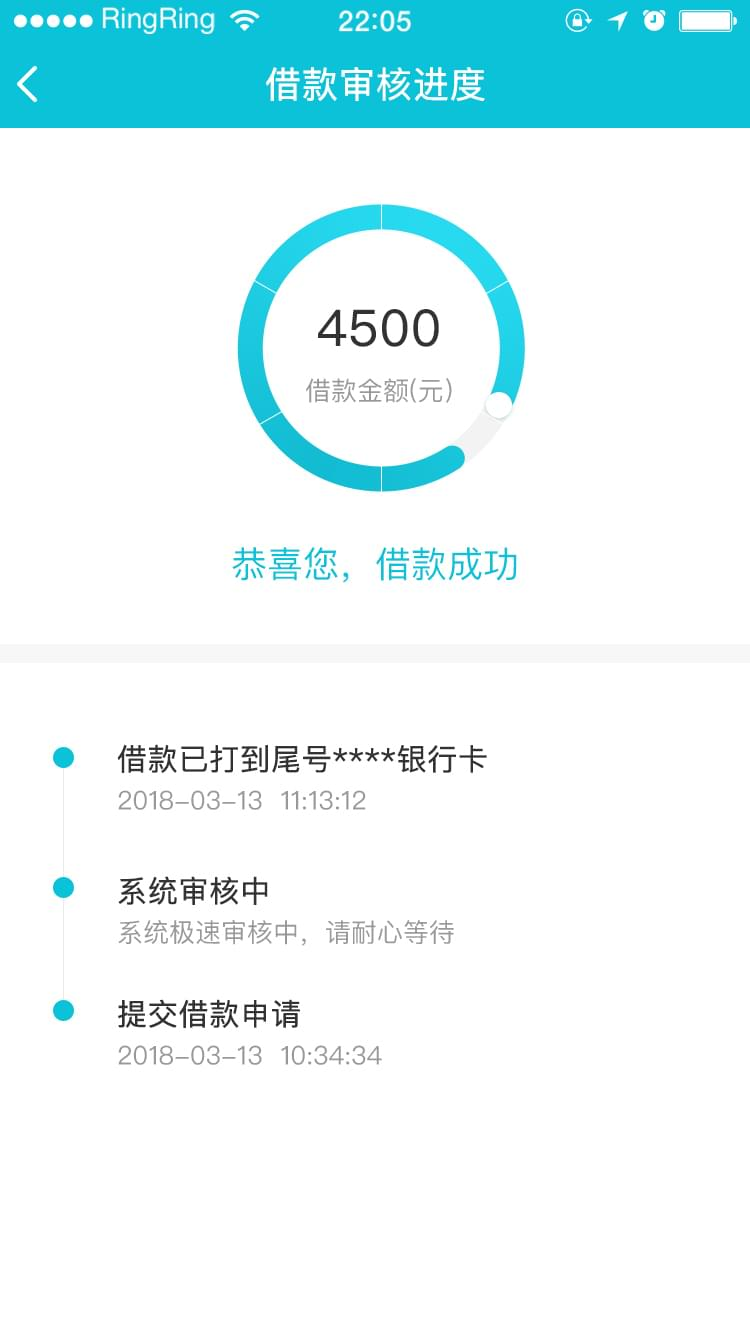 RingRing 22:05
借款审核进度
4500
借款金额(元)
恭喜您，借款成功
借款已打到尾号****银行卡
2018-03-13 11:13:12
系统审核中
系统极速审核中，请耐心等待
提交借款申请
2018-03-13 10:34:34